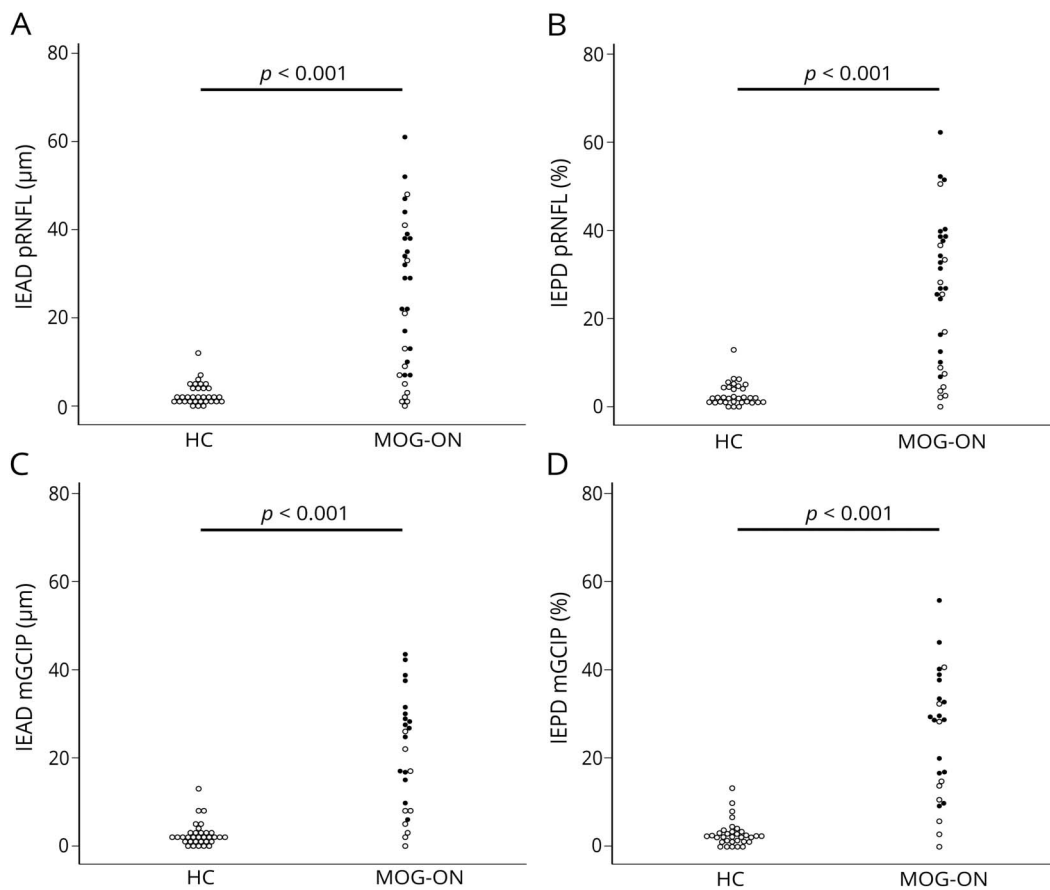 A
80
60
40
20
0
IEAD pRNFL (μm)
p < 0.001
HC
MOG-ON
B
80
60
40
20
0
IEPD pRNFL (%)
p < 0.001
HC
MOG-ON
C
80
60
40
20
0
IEAD mGCIP (μm)
p < 0.001
HC
MOG-ON
D
80
60
40
20
0
IEPD mGCIP (%)
p < 0.001
HC
MOG-ON